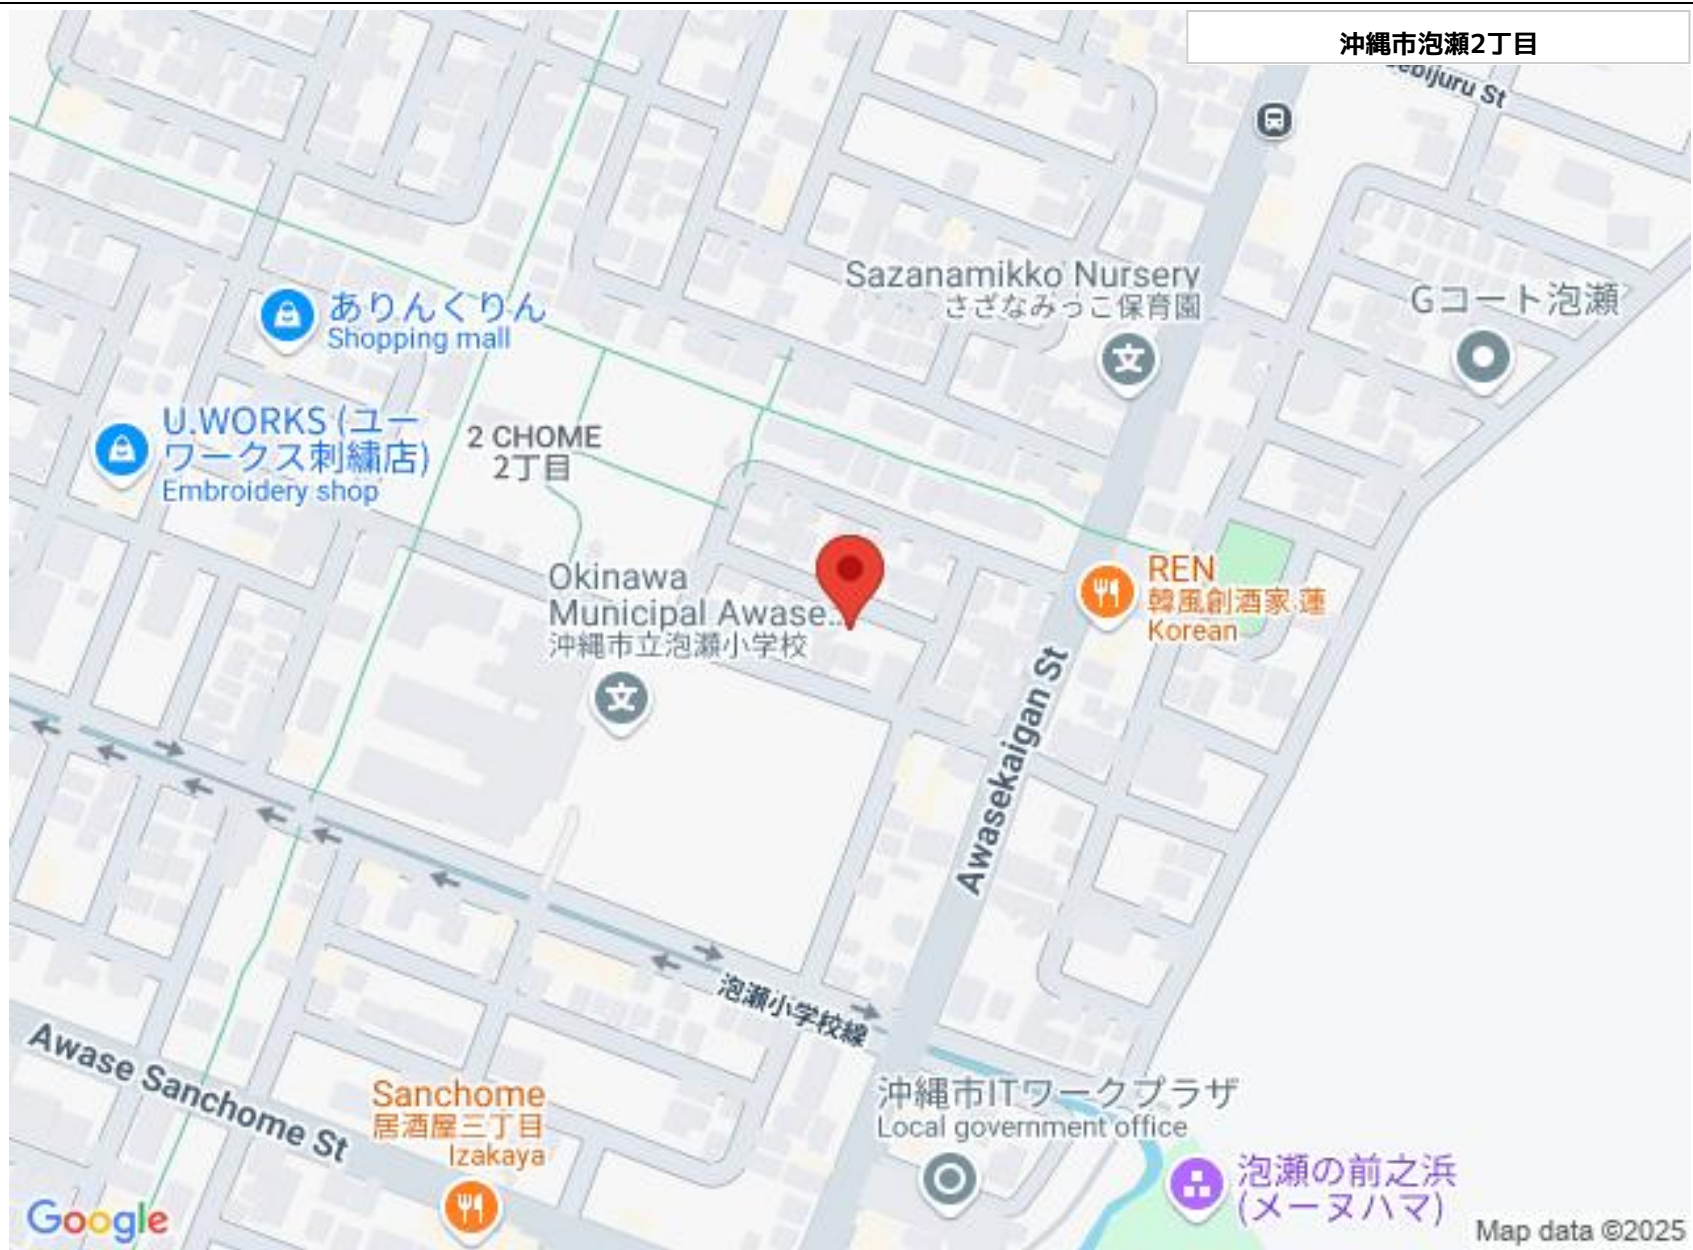 沖縄市泡瀬2丁目
bijuru St
Sazanamikko Nursery
さざなみっこ保育園
Gコート泡瀬
ありんくりん
Shopping mall
U.WORKS (ユー
ワークス刺繍店)
Embroidery shop
2 CHOME
2丁目
Okinawa
Municipal Awase...
沖縄市立泡瀬小学校
REN
韓風創酒家 蓮
Korean
Awasekaigan St
泡瀬小学校線
Awase Sanchome St
Sanchome
居酒屋三丁目
Izakaya
沖縄市ITワークプラザ
Local government office
泡瀬の前之浜
(メーヌハマ)
Google
Map data ©2025